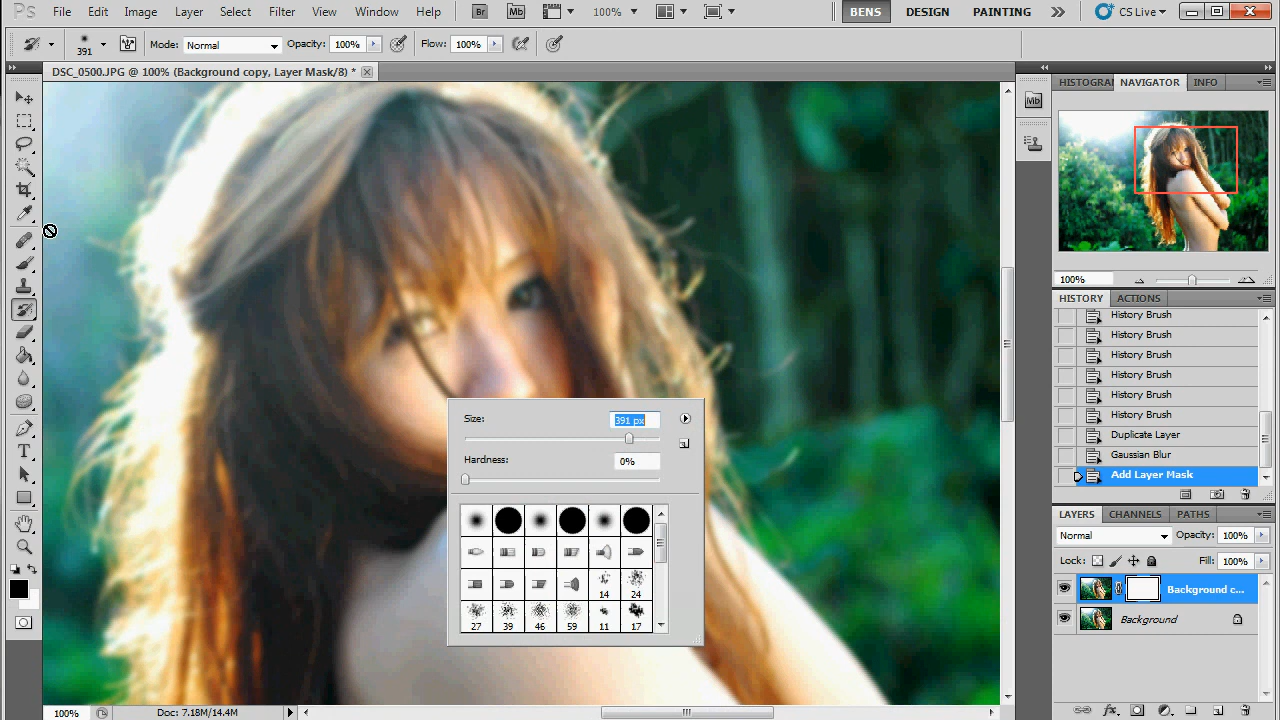 Ps File Edit Image Layer Select Filter View Window Help Br Mb 100% BENS DESIGN PAINTING CS Live
391 Mode: Normal Opacity: 100% Flow: 100%
DSC_0500.JPG @ 100% (Background copy, Layer Mask/8) *
HISTOGRA NAVIGATOR INFO
Mb
100%
HISTORY ACTIONS
History Brush
History Brush
History Brush
History Brush
History Brush
History Brush
Duplicate Layer
Gaussian Blur
Add Layer Mask
Size: 391 px
Hardness: 0%
14 24
27 39 46 59 11 17
LAYERS CHANNELS PATHS
Normal Opacity: 100%
Lock: Fill: 100%
Background c...
Background
fx
100% Doc: 7.18M/14.4M